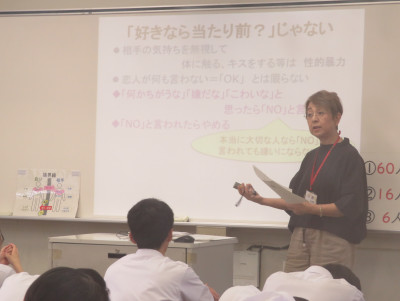 「好きなら当たり前？」じゃない
相手の気持ちを無視して
体に触る、キスをする等は 性的暴力
恋人が何も言わない＝「OK」 とは限らない
「何かちがうな」「嫌だな」「こわいな」と
思ったら「NO」と
「NO」と言われたらやめる
本当に大切な人なら「NO」
言われても嫌いにならな
①60人
②16人
③ 6人